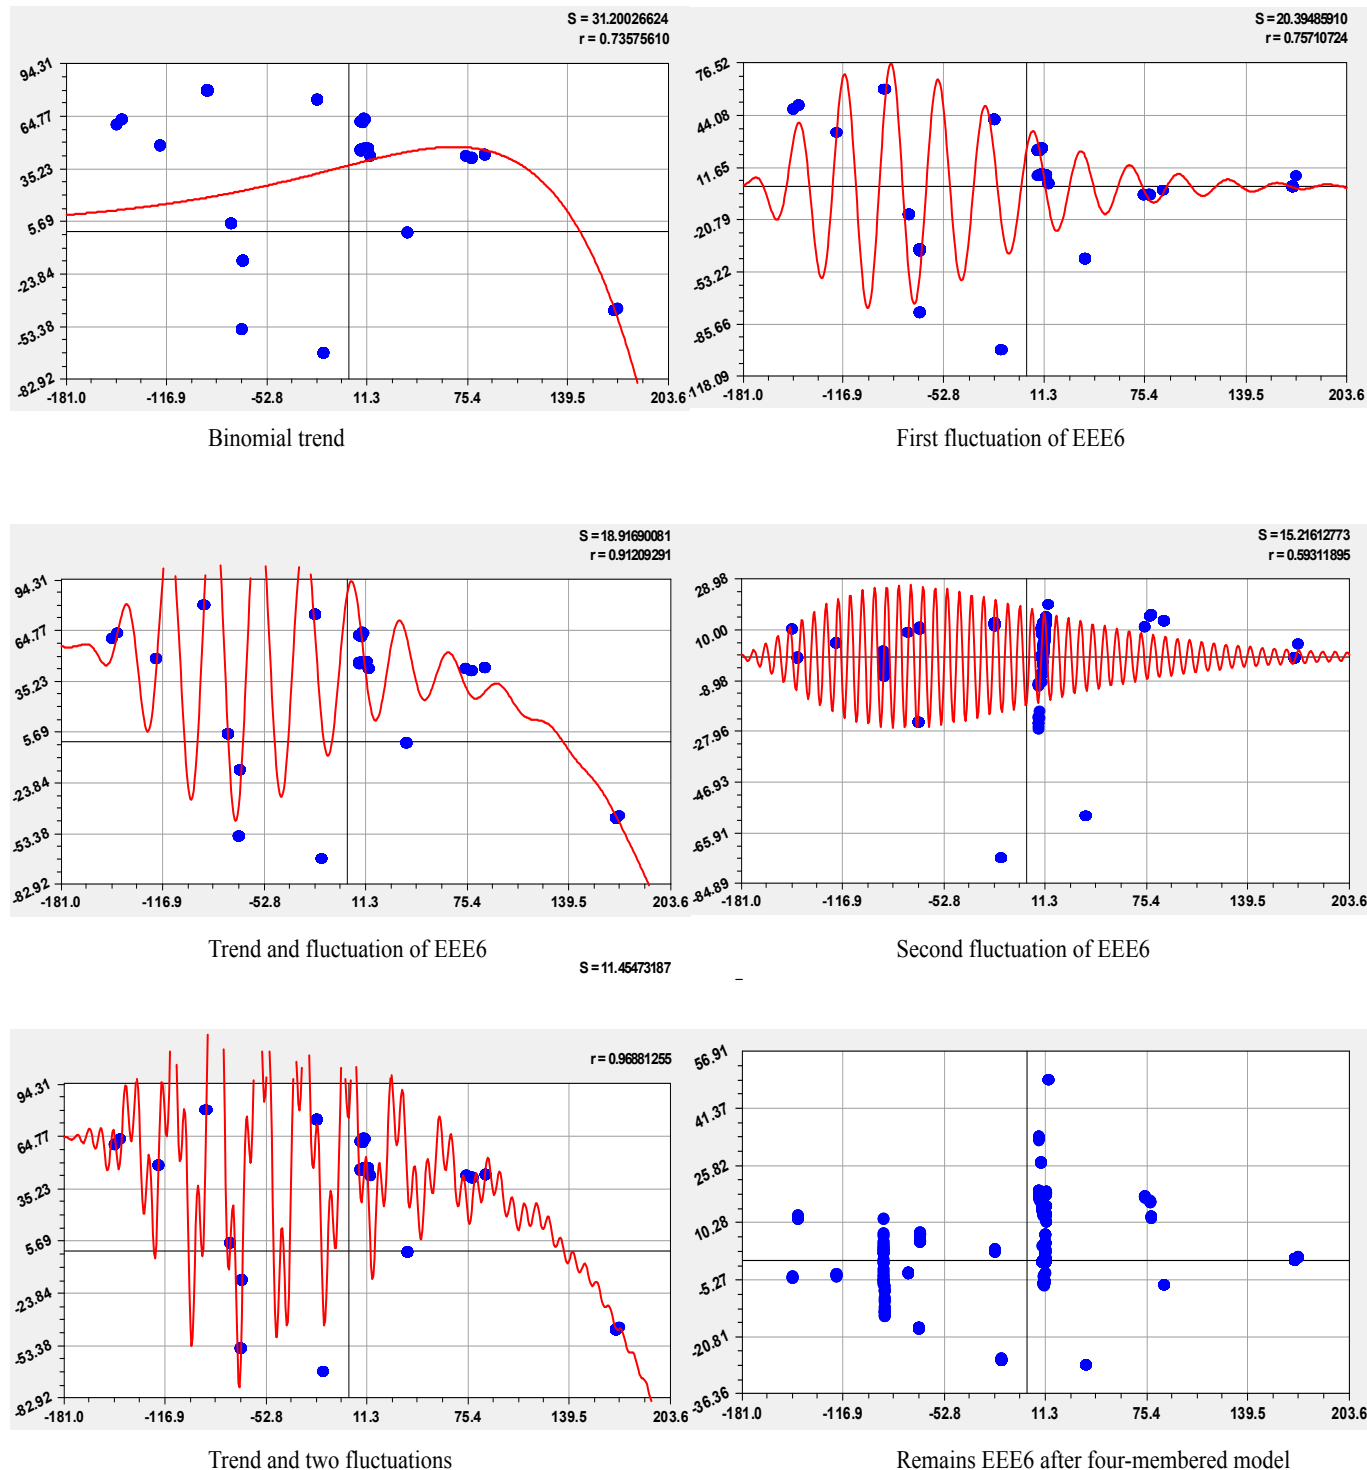 S = 31.20026624
r = 0.73575610
94.31
64.77
35.23
5.69
-23.84
-53.38
-82.92
-181.0 -116.9 -52.8 11.3 75.4 139.5 203.6
Binomial trend
S = 20.39485910
r = 0.75710724
76.52
44.08
11.65
-20.79
-53.22
-85.66
-118.09
-181.0 -116.9 -52.8 11.3 75.4 139.5 203.6
First fluctuation of EEE6
S = 18.91690081
r = 0.91209291
94.31
64.77
35.23
5.69
-23.84
-53.38
-82.92
-181.0 -116.9 -52.8 11.3 75.4 139.5 203.6
Trend and fluctuation of EEE6
S = 15.21612773
r = 0.59311895
28.98
10.00
-8.98
-27.96
-46.93
-65.91
-84.89
-181.0 -116.9 -52.8 11.3 75.4 139.5 203.6
Second fluctuation of EEE6
S = 11.45473187
r = 0.96881255
94.31
64.77
35.23
5.69
-23.84
-53.38
-82.92
-181.0 -116.9 -52.8 11.3 75.4 139.5 203.6
Trend and two fluctuations
56.91
41.37
25.82
10.28
-5.27
-20.81
-36.36
-181.0 -116.9 -52.8 11.3 75.4 139.5 203.6
Remains EEE6 after four-membered model